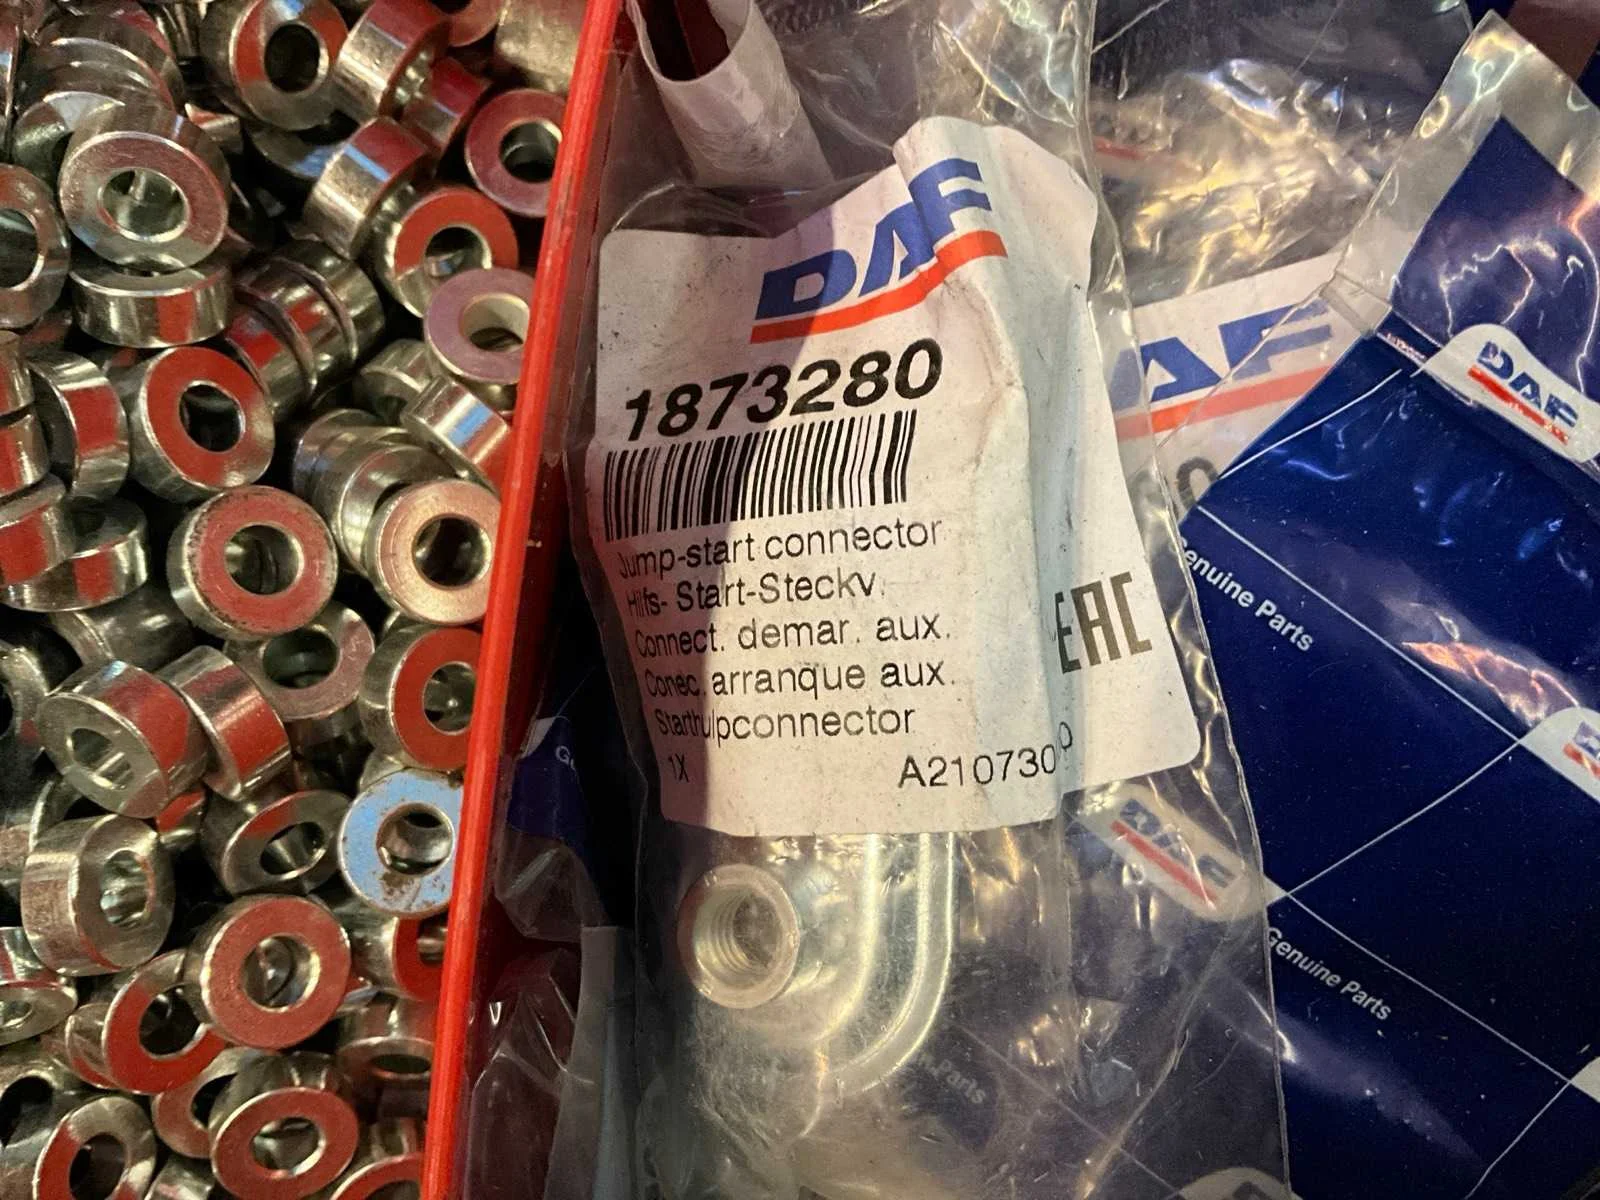 DAF
1873280
Jump-start connector
Hilfs- Start-Steckv.
Connect. demar. aux.
Conec. arranque aux.
Starthulpconnector
1X A210730
EAC
DAF
DAF
Genuine Parts
DAF
Genuine Parts
Parts